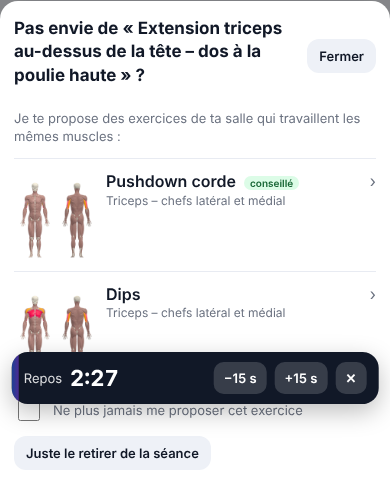 Pas envie de « Extension triceps
au-dessus de la tête – dos à la
poulie haute » ?
Fermer
Je te propose des exercices de ta salle qui travaillent les
mêmes muscles :
Pushdown corde conseillé ›
Triceps – chefs latéral et médial
Dips ›
Triceps – chefs latéral et médial
Repos 2:27 −15 s +15 s ×
Ne plus jamais me proposer cet exercice
Juste le retirer de la séance